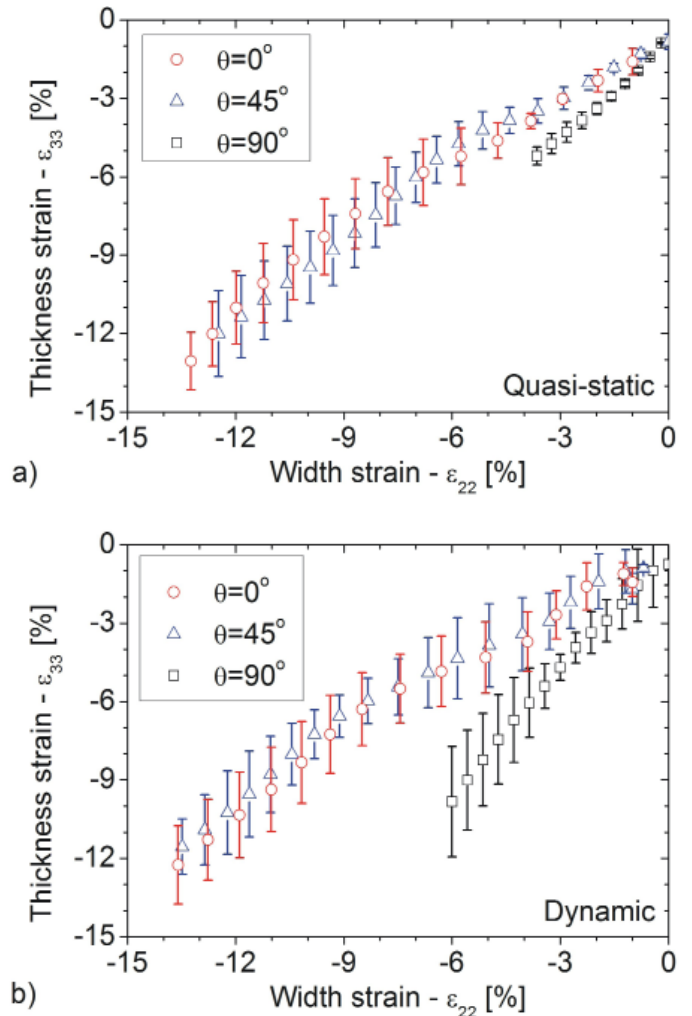 0
-3
-6
-9
-12
-15
Thickness strain - ε33 [%]
θ=0°
θ=45°
θ=90°
Quasi-static
-15 -12 -9 -6 -3 0
a) Width strain - ε22 [%]
0
-3
-6
-9
-12
-15
Thickness strain - ε33 [%]
θ=0°
θ=45°
θ=90°
Dynamic
-15 -12 -9 -6 -3 0
b) Width strain - ε22 [%]